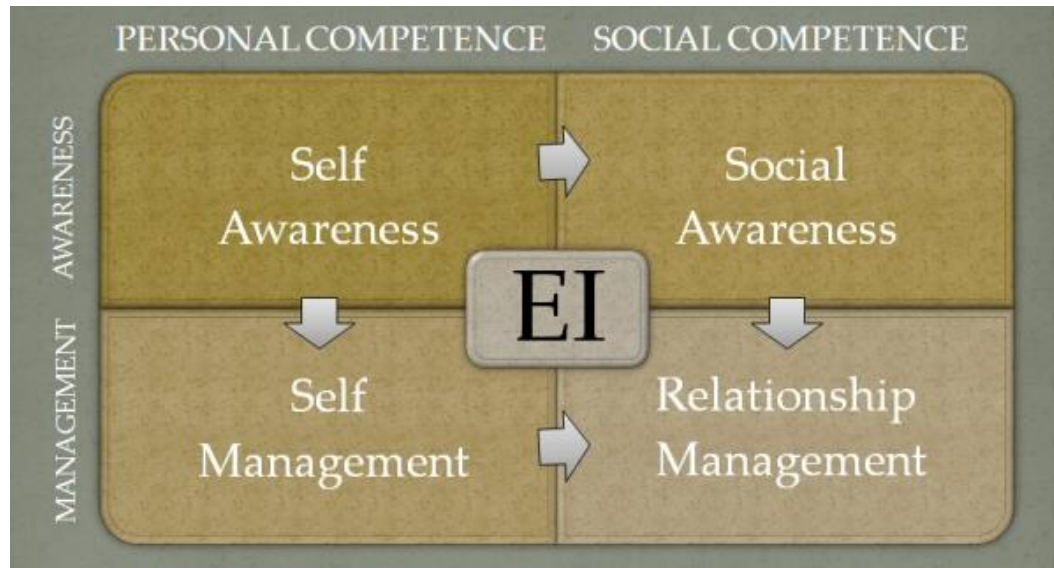 PERSONAL COMPETENCE
SOCIAL COMPETENCE
AWARENESS
Self
Awareness
Social
Awareness
EI
MANAGEMENT
Self
Management
Relationship
Management